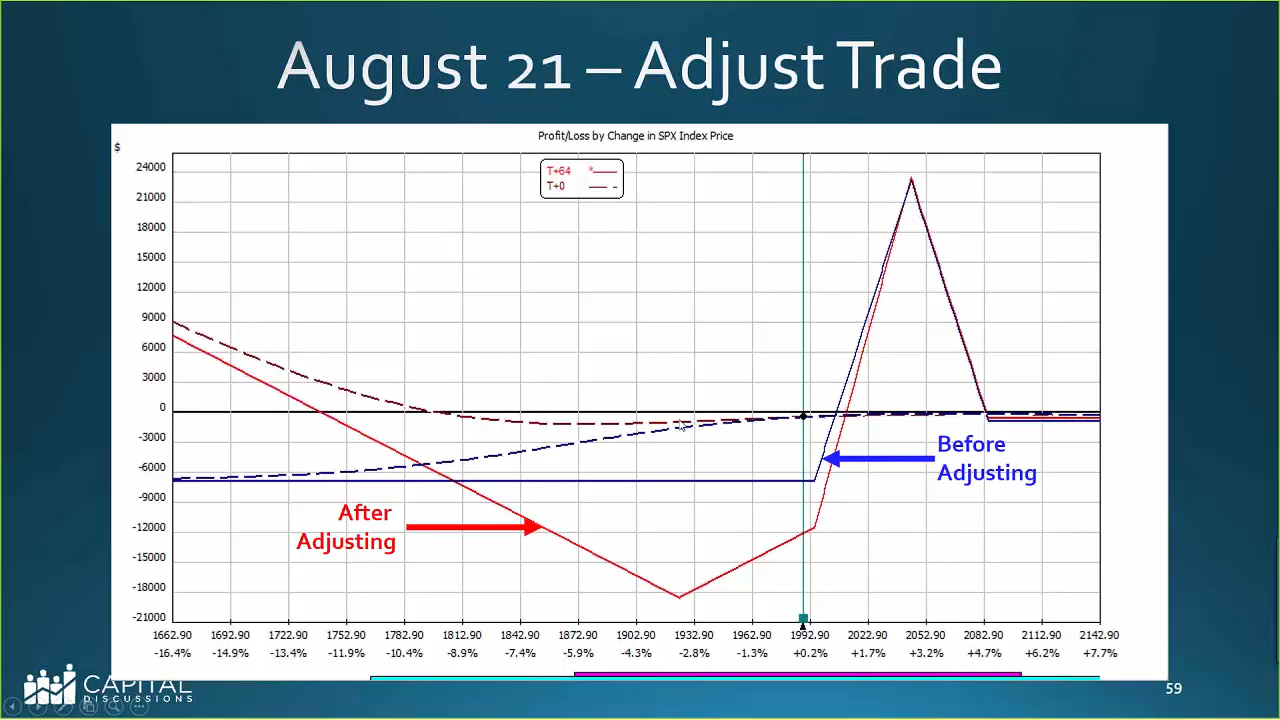 August 21 – Adjust Trade
Profit/Loss by Change in SPX Index Price
$
T+64 *
T+0
24000
21000
18000
15000
12000
9000
6000
3000
0
-3000
-6000
-9000
-12000
-15000
-18000
-21000
Before
Adjusting
After
Adjusting
1662.90 1692.90 1722.90 1752.90 1782.90 1812.90 1842.90 1872.90 1902.90 1932.90 1962.90 1992.90 2022.90 2052.90 2082.90 2112.90 2142.90
-16.4% -14.9% -13.4% -11.9% -10.4% -8.9% -7.4% -5.9% -4.3% -2.8% -1.3% +0.2% +1.7% +3.2% +4.7% +6.2% +7.7%
CAPITAL
DISCUSSIONS
59